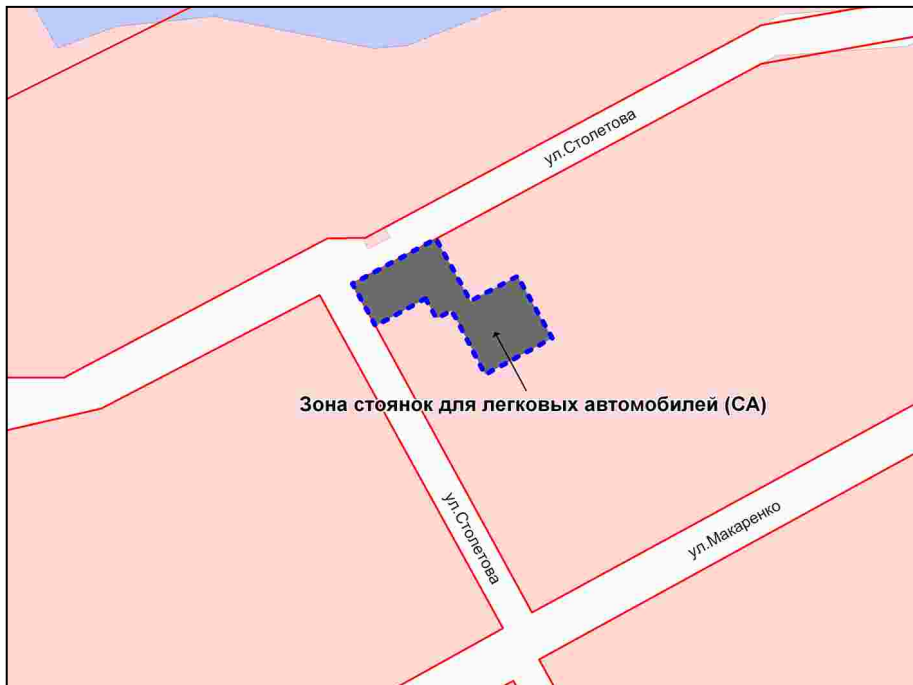 ул.Столетова
Зона стоянок для легковых автомобилей (СА)
ул.Столетова
ул.Макаренко